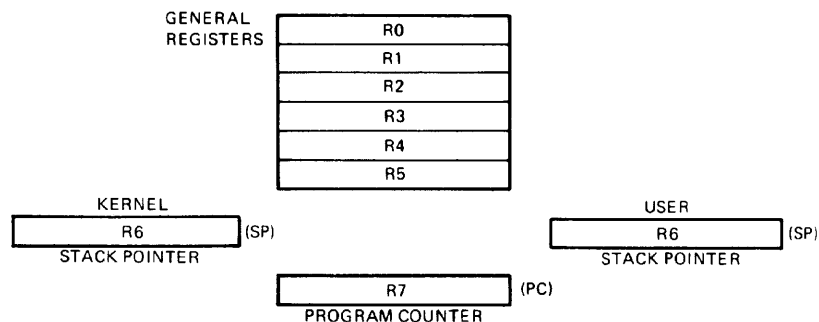 GENERAL
REGISTERS
R0
R1
R2
R3
R4
R5
KERNEL
R6 (SP)
STACK POINTER
USER
R6 (SP)
STACK POINTER
R7 (PC)
PROGRAM COUNTER